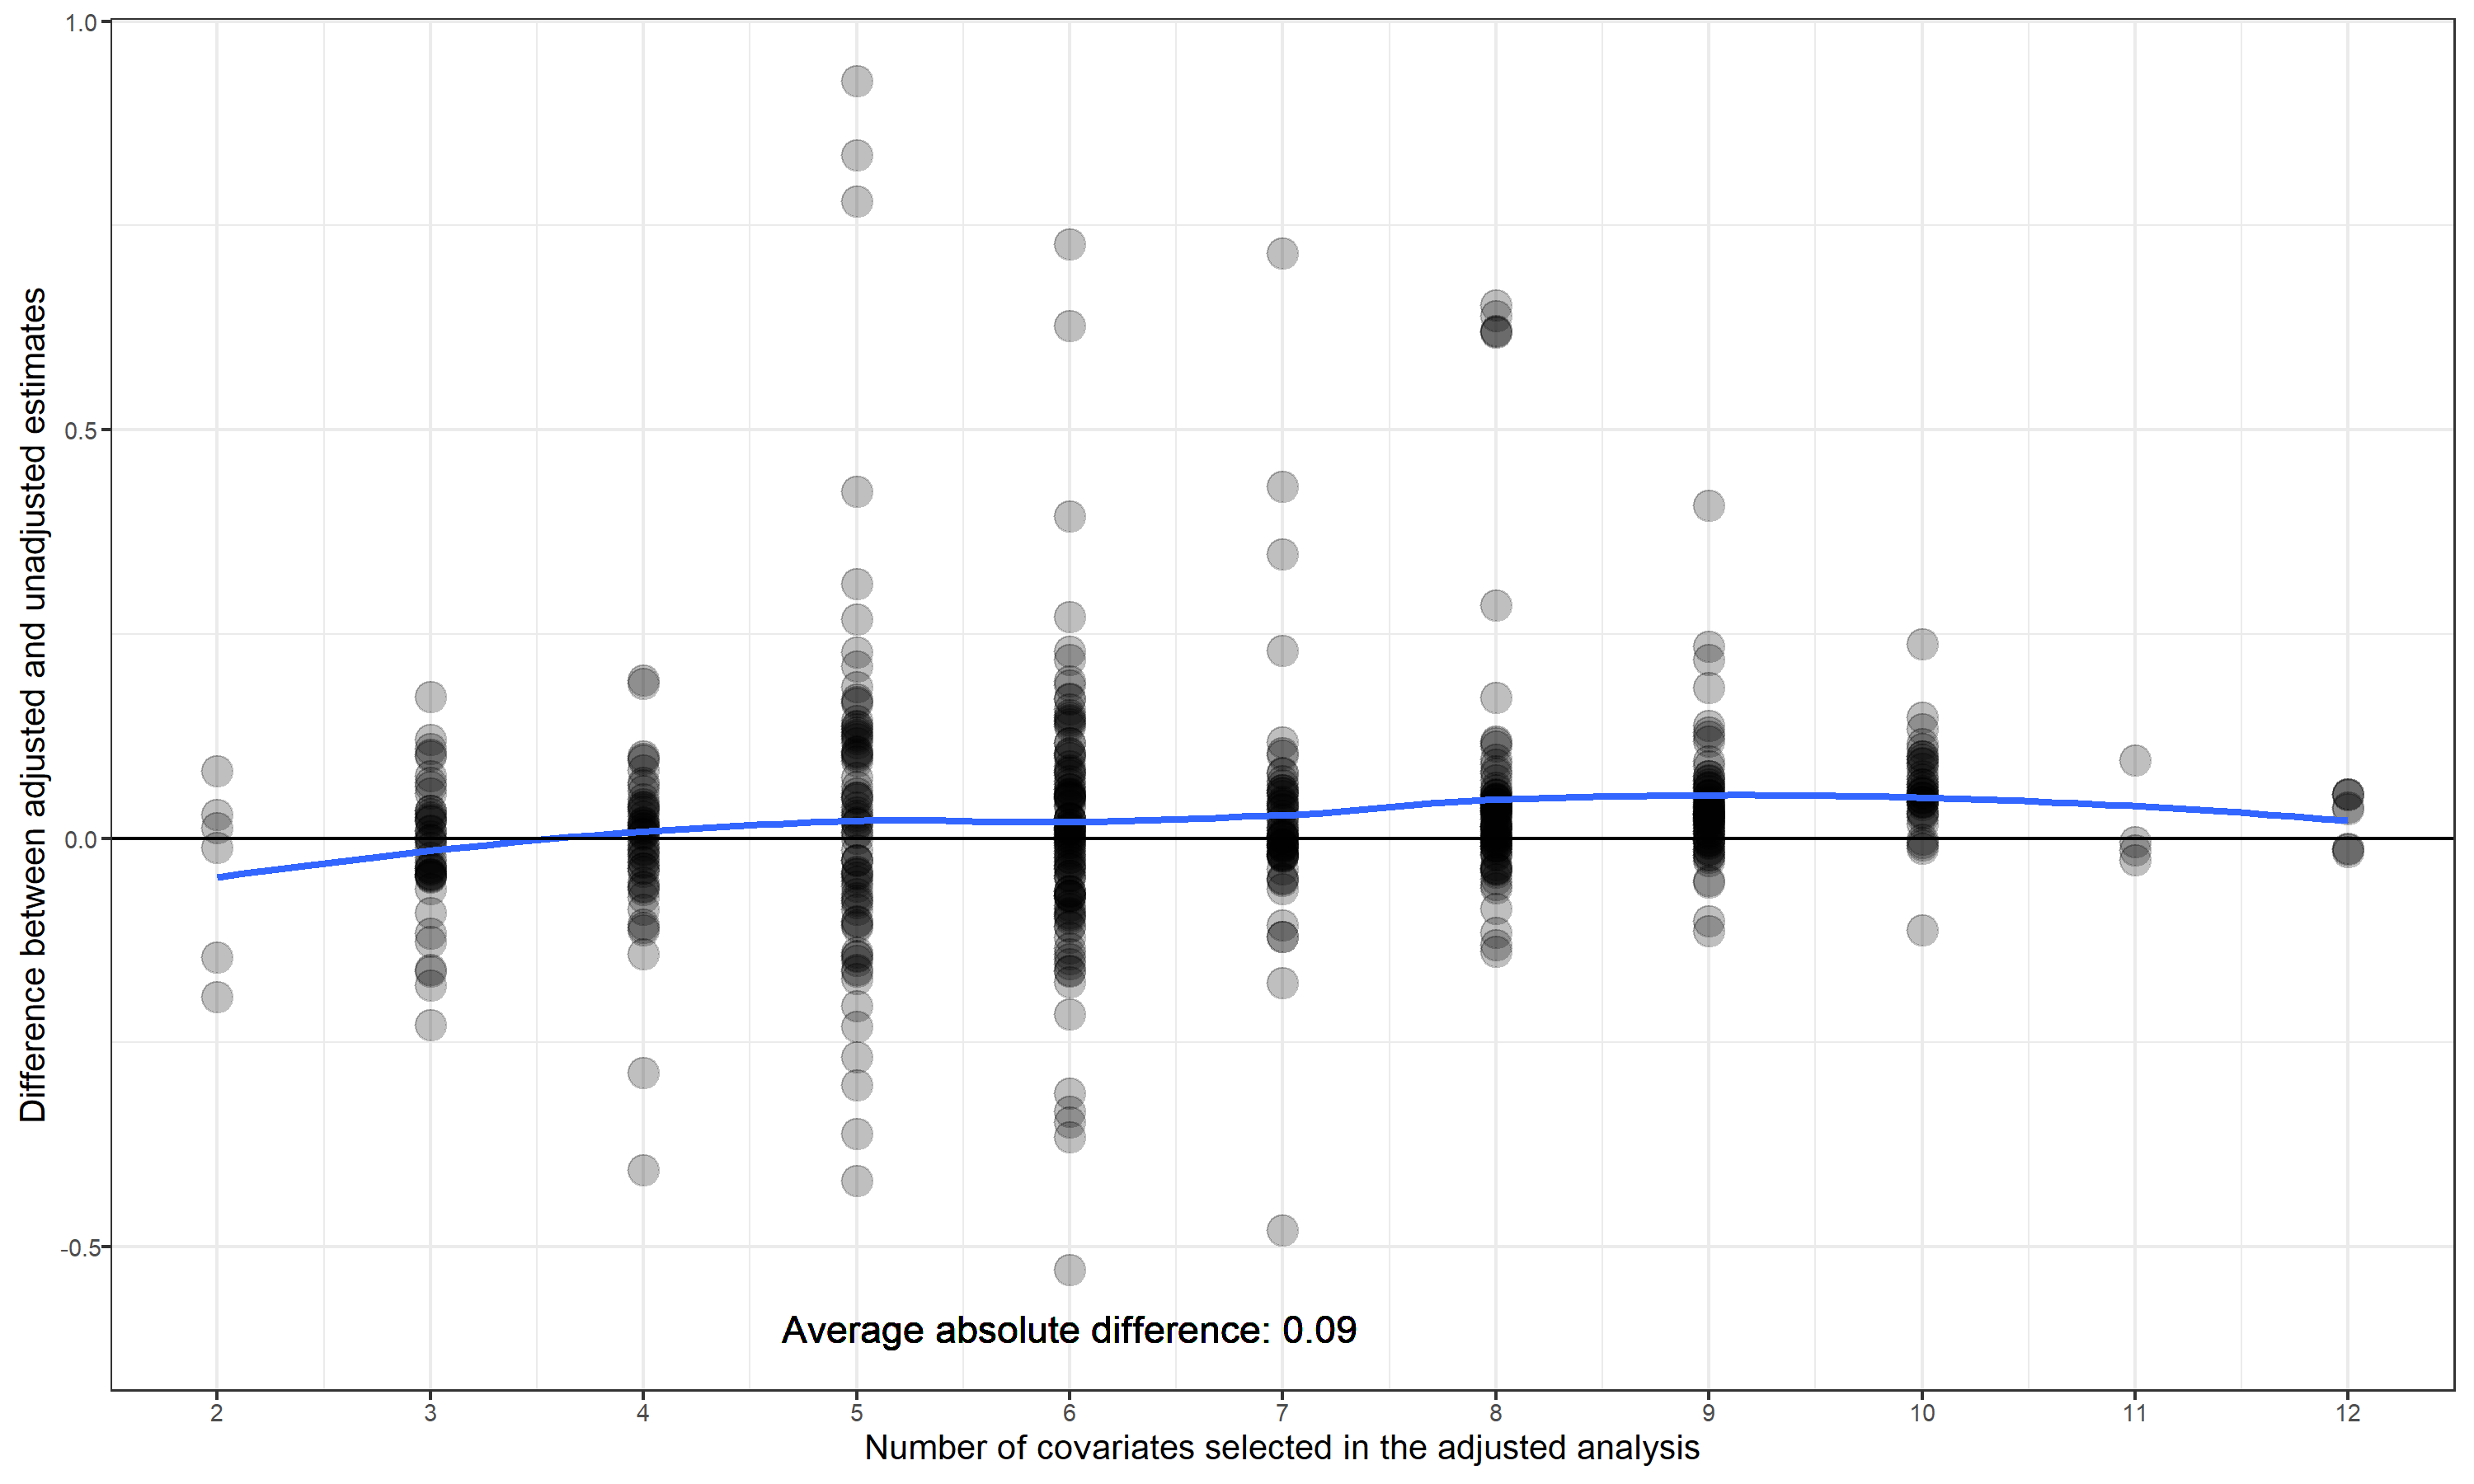 Difference between adjusted and unadjusted estimates
1.0
0.5
0.0
-0.5
Average absolute difference: 0.09
2 3 4 5 6 7 8 9 10 11 12
Number of covariates selected in the adjusted analysis